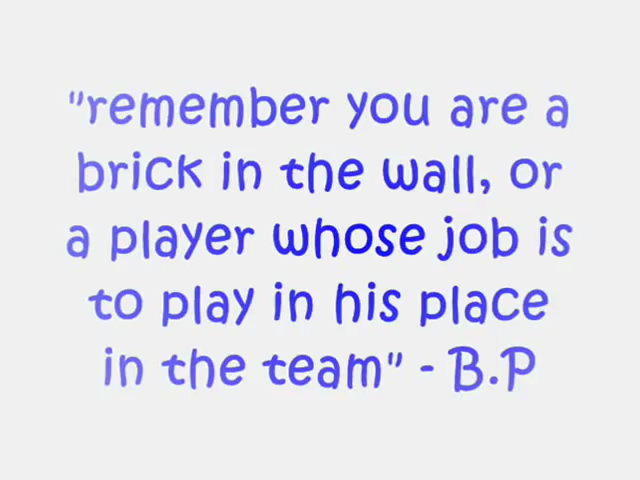 "remember you are a
brick in the wall, or
a player whose job is
to play in his place
in the team" - B.P